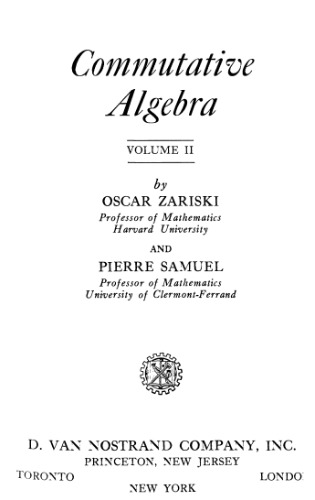 Commutative
Algebra
VOLUME II
by
OSCAR ZARISKI
Professor of Mathematics
Harvard University
AND
PIERRE SAMUEL
Professor of Mathematics
University of Clermont-Ferrand
D. VAN NOSTRAND COMPANY, INC.
PRINCETON, NEW JERSEY
TORONTO LONDO
NEW YORK